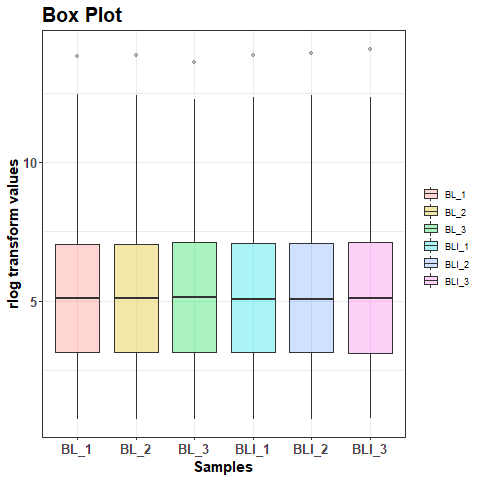 Box Plot
rlog transform values
10
5
BL_1 BL_2 BL_3 BLI_1 BLI_2 BLI_3
Samples
BL_1
BL_2
BL_3
BLI_1
BLI_2
BLI_3